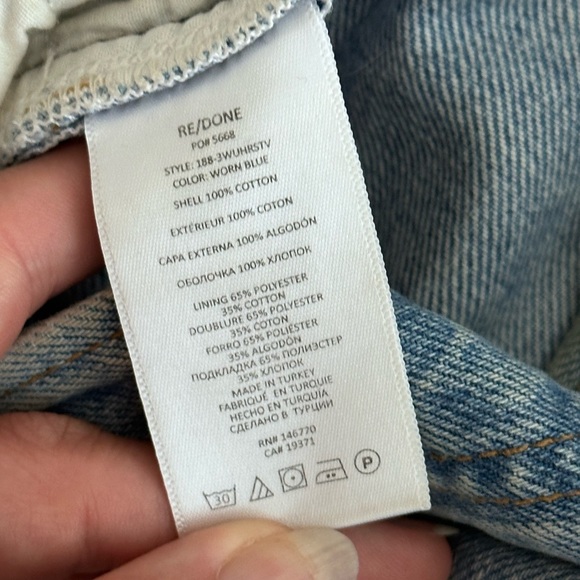 RE/DONE
PO# 5668
STYLE: 188-3WUHRSTV
COLOR: WORN BLUE
SHELL 100% COTTON
EXTÉRIEUR 100% COTON
CAPA EXTERNA 100% ALGODÓN
ОБОЛОЧКА 100% ХЛОПОК
LINING 65% POLYESTER
35% COTTON
DOUBLURE 65% POLYESTER
35% COTON
FORRO 65% POLIÉSTER
35% ALGODÓN
ПОДКЛАДКА 65% ПОЛИЭСТЕР
35% ХЛОПОК
MADE IN TURKEY
FABRIQUÉ EN TURQUIE
HECHO EN TURQUÍA
СДЕЛАНО В ТУРЦИИ
RN# 146770
CA# 19371
30 P